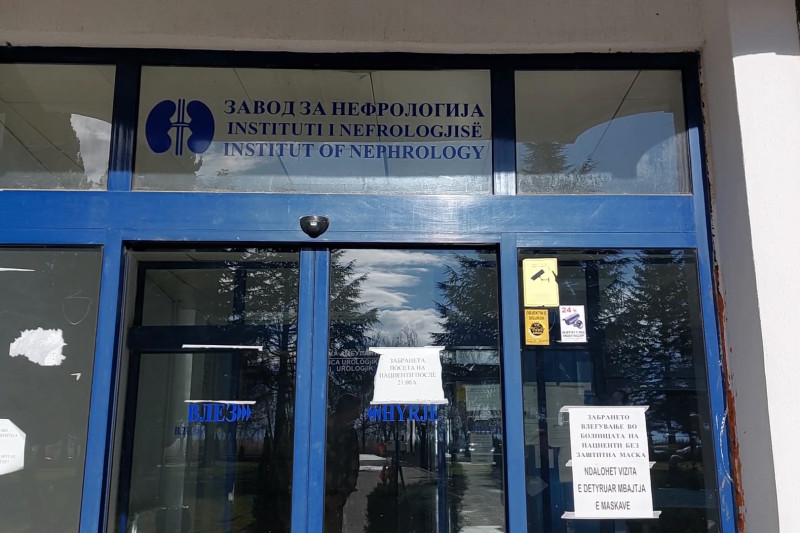 ЗАВОД ЗА НЕФРОЛОГИЈА
INSTITUTI I NEFROLOGJISË
INSTITUT OF NEPHROLOGY
ЗАБРАНЕТА
ПОСЕТА НА
ПАЦИЕНТИ ПОСЛЕ
21:00
ВЛЕЗ
HYRJE
24
ЗАБРАНЕТО
ВЛЕГУВАЊЕ ВО
БОЛНИЦАТА НА
ПАЦИЕНТИ БЕЗ
ЗАШТИТНА МАСКА
NDALOHET VIZITA
E DETYRUAR MBAJTJA
E MASKAVE